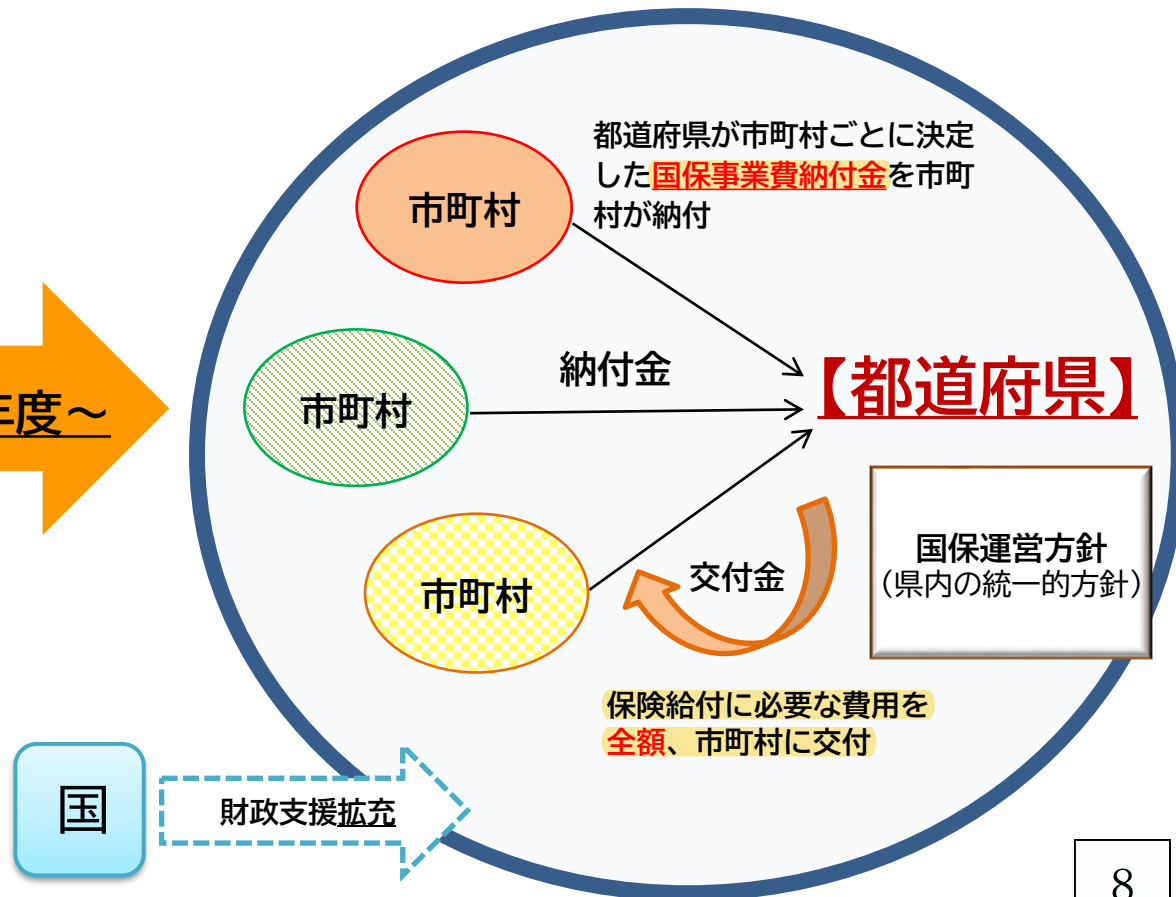 都道府県が市町村ごとに決定
した国保事業費納付金を市町
村が納付
市町村
納付金
【都道府県】
市町村
年度～
国保運営方針
（県内の統一的方針）
交付金
市町村
保険給付に必要な費用を
全額、市町村に交付
国
財政支援拡充
8